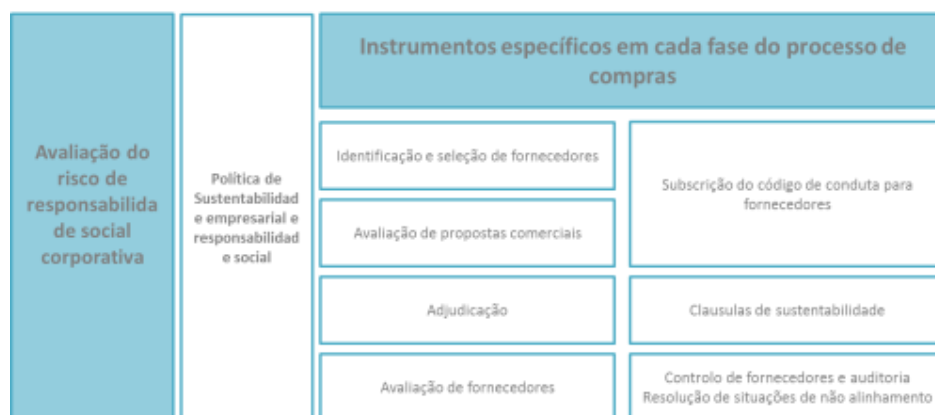 Instrumentos específicos em cada fase do processo de
compras
Avaliação do
risco de
responsabilida
de social
corporativa
Política de
Sustentabilidad
e empresarial e
responsabilidad
e social
Identificação e seleção de fornecedores
Subscrição do código de conduta para
fornecedores
Avaliação de propostas comerciais
Adjudicação
Clausulas de sustentabilidade
Avaliação de fornecedores
Controlo de fornecedores e auditoria
Resolução de situações de não alinhamento